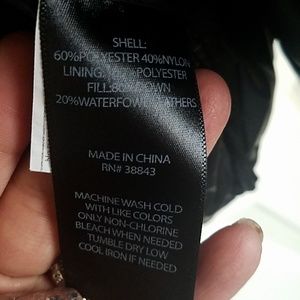 SHELL:
60%POLYESTER 40%NYLON
LINING: POLYESTER
FILL:80%DOWN
20%WATERFOWL FEATHERS
MADE IN CHINA
RN# 38843
MACHINE WASH COLD
WITH LIKE COLORS
ONLY NON-CHLORINE
BLEACH WHEN NEEDED
TUMBLE DRY LOW
COOL IRON IF NEEDED